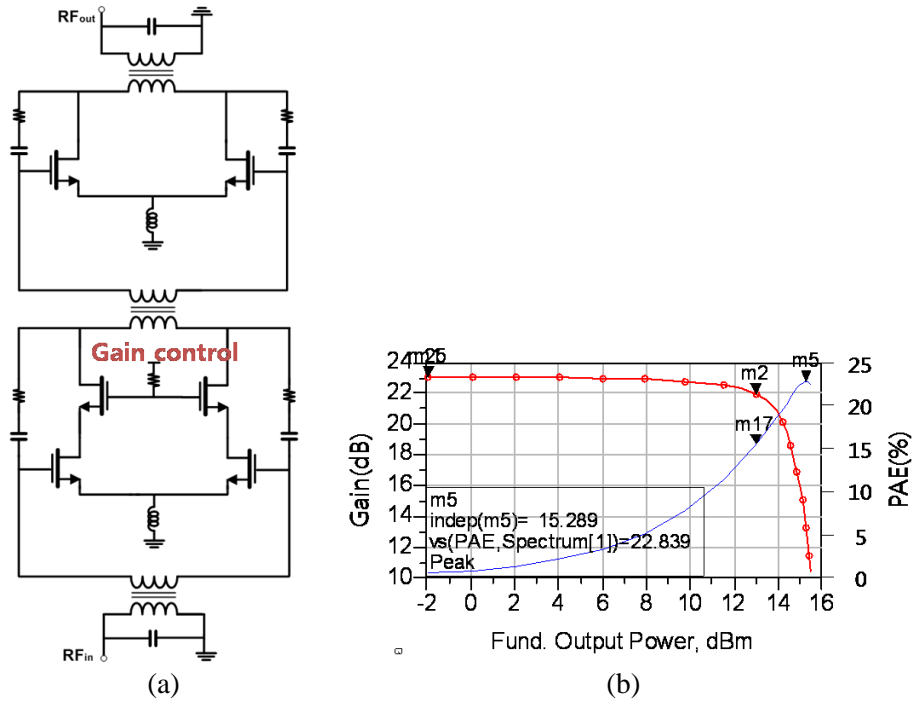 RFout
Gain control
RFin
(a)
24
22
20
18
16
14
12
10
Gain(dB)
m2
m5
m17
m5
indep(m5)= 15.289
vs(PAE,Spectrum[1])=22.839
Peak
25
20
15
10
5
0
PAE(%)
-2 0 2 4 6 8 10 12 14 16
Fund. Output Power, dBm
(b)